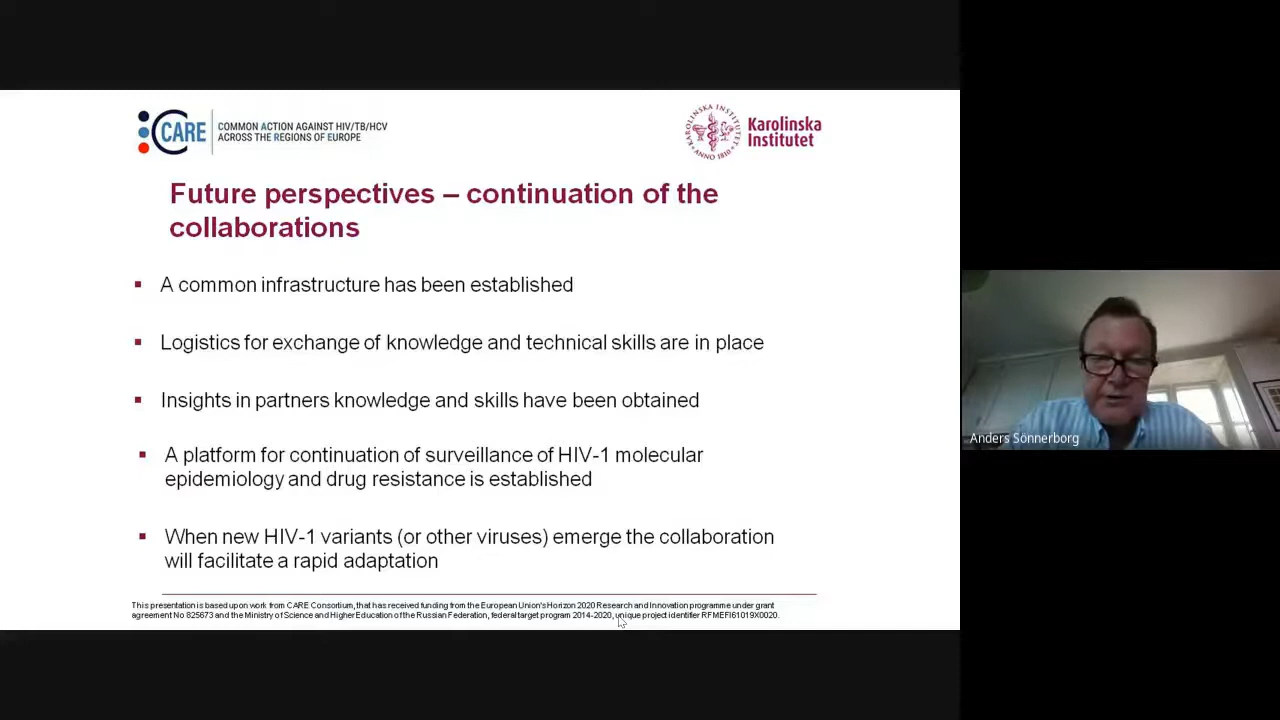 CARE
COMMON ACTION AGAINST HIV/TB/HCV
ACROSS THE REGIONS OF EUROPE
KAROLINSKA INSTITUTET
ANNO 1810
Karolinska
Institutet
Future perspectives – continuation of the
collaborations
A common infrastructure has been established
Logistics for exchange of knowledge and technical skills are in place
Insights in partners knowledge and skills have been obtained
A platform for continuation of surveillance of HIV-1 molecular
epidemiology and drug resistance is established
When new HIV-1 variants (or other viruses) emerge the collaboration
will facilitate a rapid adaptation
This presentation is based upon work from CARE Consortium, that has received funding from the European Union's Horizon 2020 Research and Innovation programme under grant
agreement No 825673 and the Ministry of Science and Higher Education of the Russian Federation, federal target program 2014-2020, unique project identifier RFMEFI61019X0020.
Anders Sönnerborg